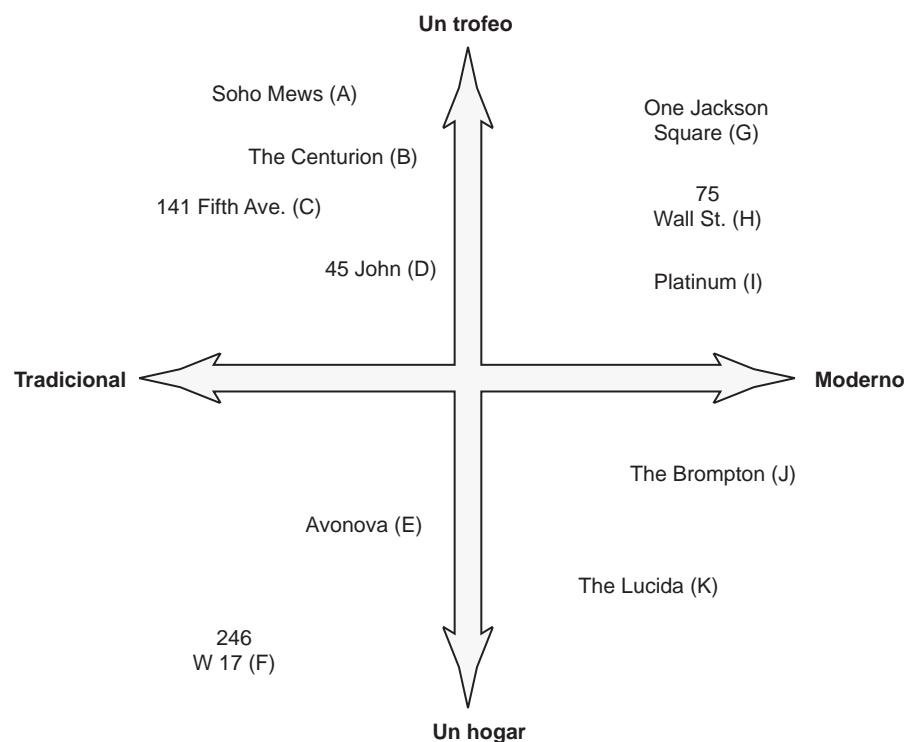 Un trofeo
Soho Mews (A)
One Jackson
Square (G)
The Centurion (B)
141 Fifth Ave. (C)
75
Wall St. (H)
45 John (D)
Platinum (I)
Tradicional
Moderno
The Brompton (J)
Avonova (E)
The Lucida (K)
246
W 17 (F)
Un hogar